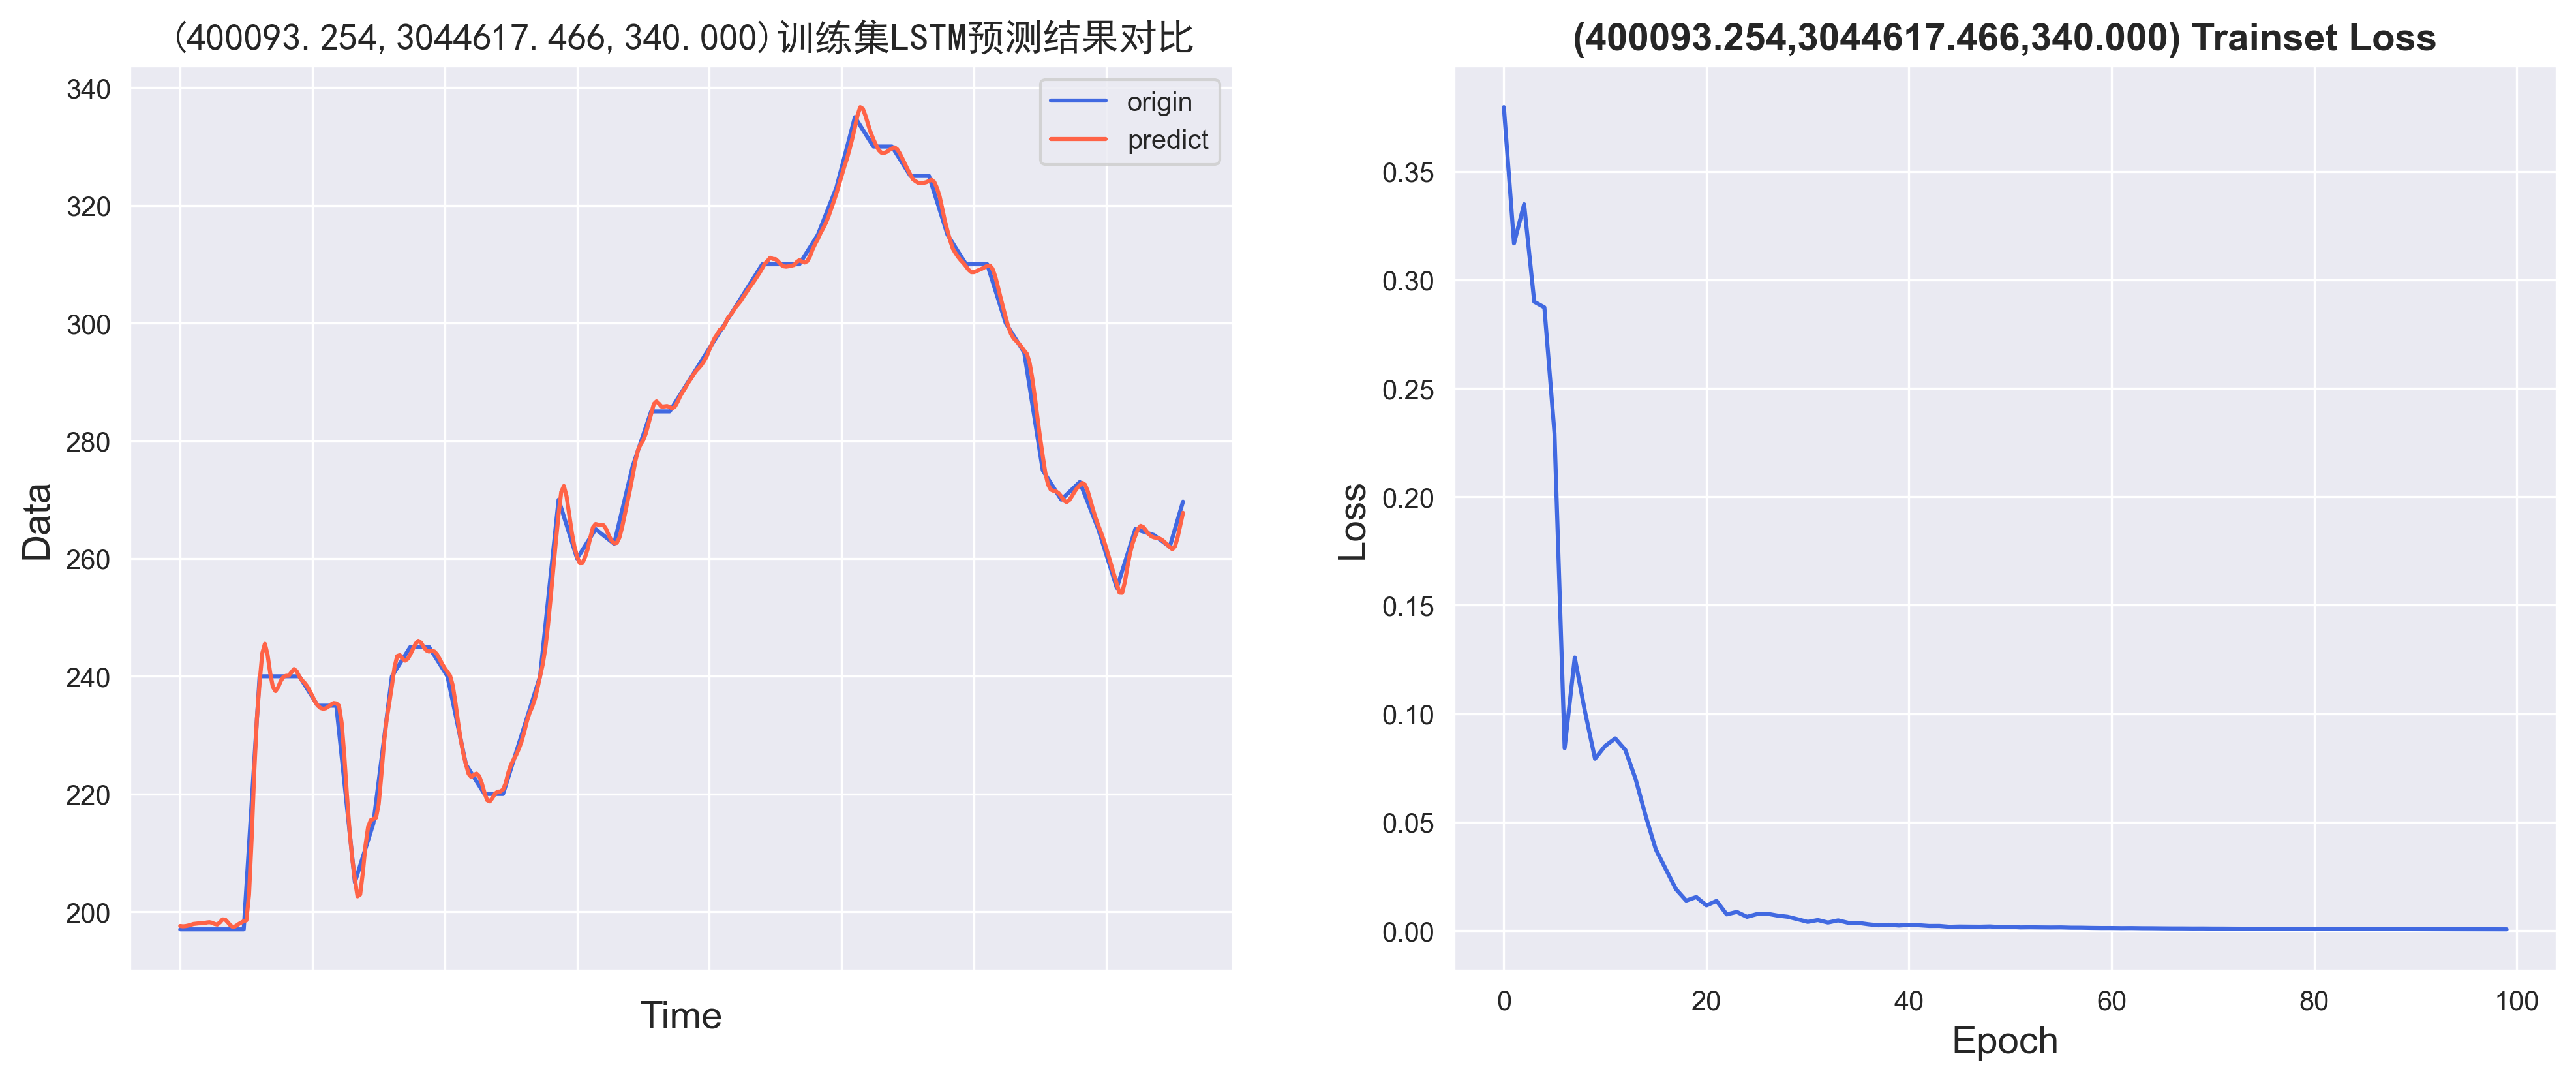 (400093.254,3044617.466,340.000)训练集LSTM预测结果对比
340
320
300
280
260
240
220
200
Data
Time
origin
predict
(400093.254,3044617.466,340.000) Trainset Loss
0.35
0.30
0.25
0.20
0.15
0.10
0.05
0.00
Loss
0 20 40 60 80 100
Epoch